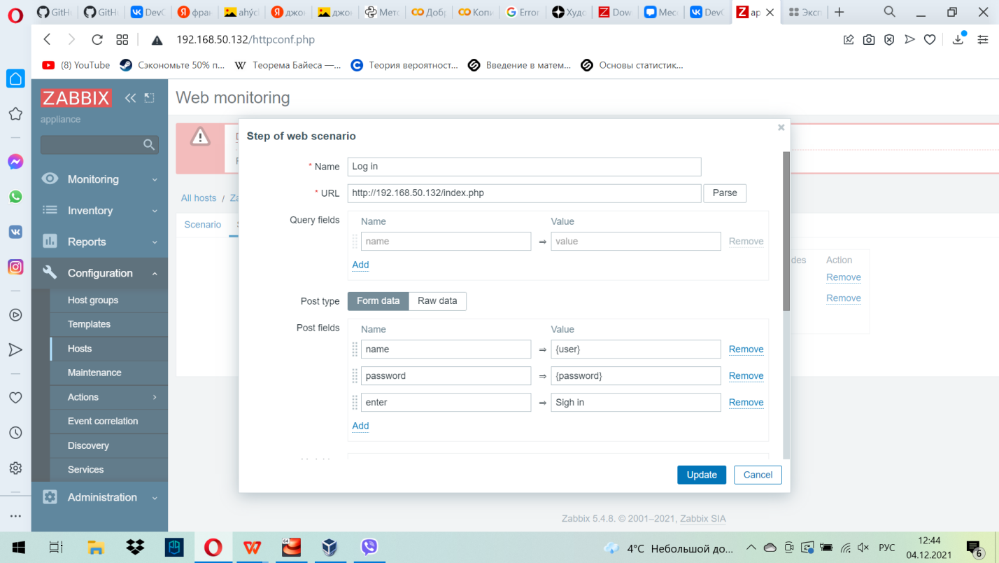 GitH
GitH
DevC
фран
ahýc
джо
джо
Мето
Добр
Копи
Error
Худо
Dow
Месс
DevC
ap
Эксп
192.168.50.132/httpconf.php
(8) YouTube
Сэкономьте 50% п...
Теорема Байеса —...
Теория вероятност...
Введение в матем...
Основы статистик...
ZABBIX
appliance
Monitoring
Inventory
Reports
Configuration
Host groups
Templates
Hosts
Maintenance
Actions
Event correlation
Discovery
Services
Administration
Web monitoring
All hosts / Za
Scenario
Step of web scenario
* Name
Log in
* URL
http://192.168.50.132/index.php
Parse
Query fields
Name
Value
name
⇒
value
Remove
Add
Post type
Form data
Raw data
Post fields
Name
Value
name
⇒
{user}
Remove
password
⇒
{password}
Remove
enter
⇒
Sigh in
Remove
Add
Update
Cancel
des
Action
Remove
Remove
Zabbix 5.4.8. © 2001–2021, Zabbix SIA
4°C Небольшой до...
РУС
12:44
04.12.2021
6